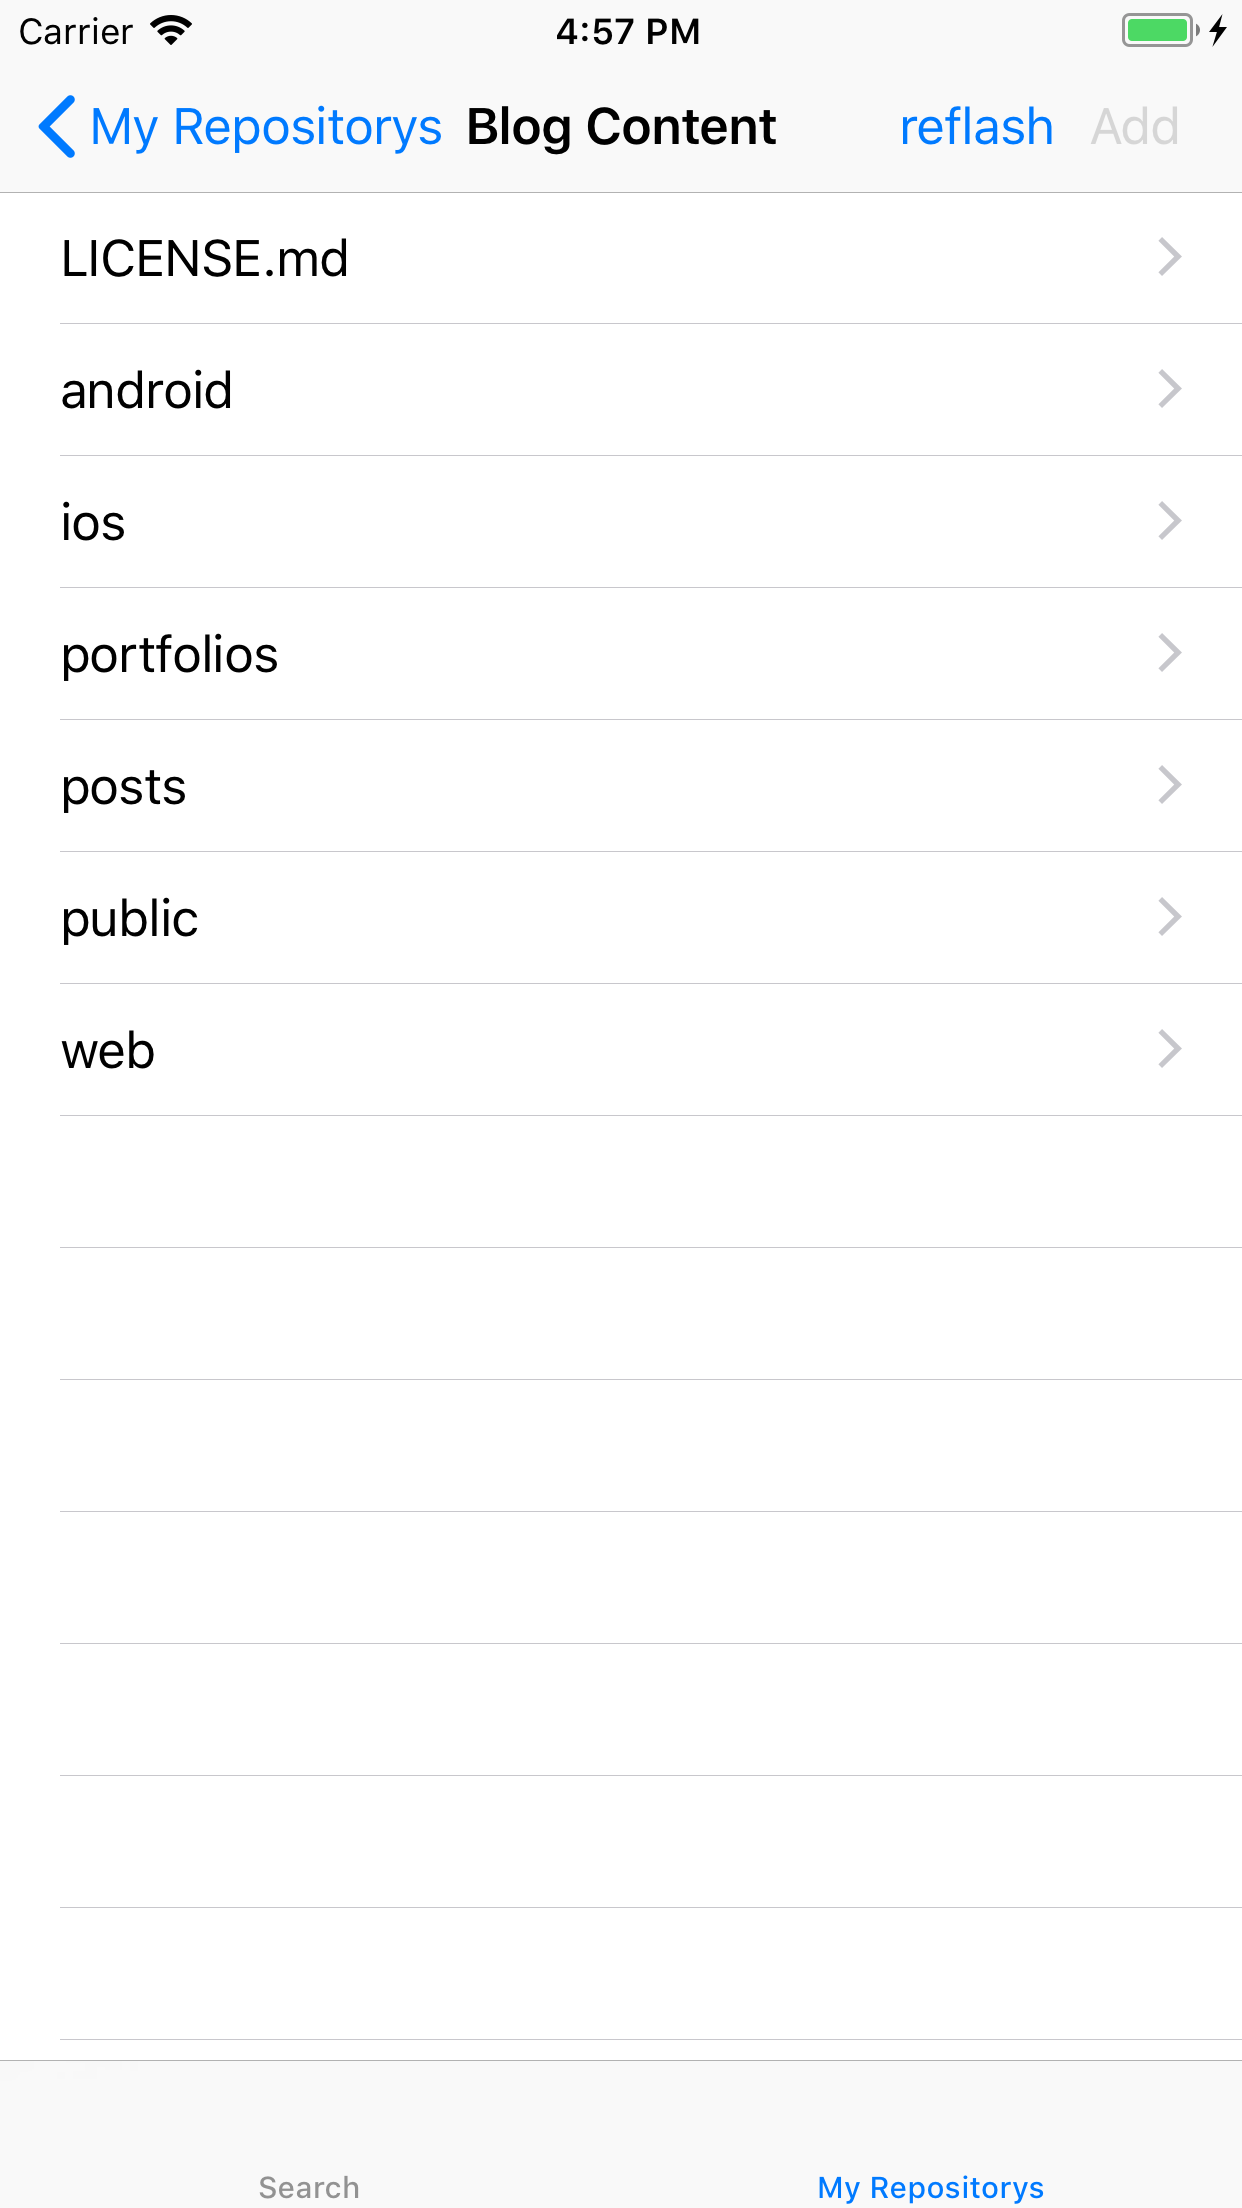 Carrier 4:57 PM
My Repositorys Blog Content reflash Add
LICENSE.md
android
ios
portfolios
posts
public
web
Search My Repositorys